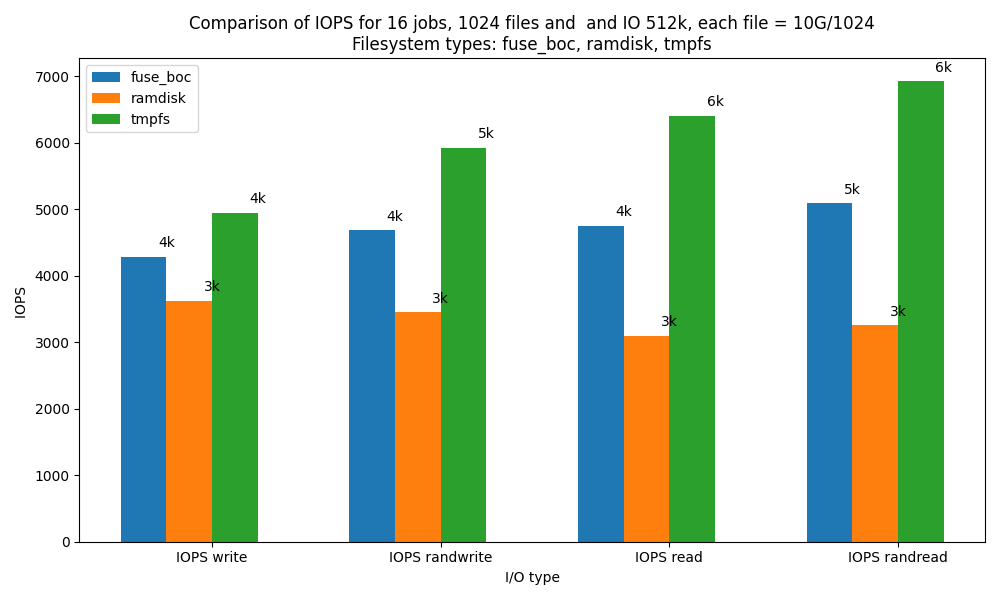 Comparison of IOPS for 16 jobs, 1024 files and  and IO 512k, each file = 10G/1024
Filesystem types: fuse_boc, ramdisk, tmpfs
fuse_boc
ramdisk
tmpfs
IOPS
7000
6000
5000
4000
3000
2000
1000
0
4k
3k
4k
4k
3k
5k
4k
3k
6k
5k
3k
6k
IOPS write
IOPS randwrite
IOPS read
IOPS randread
I/O type